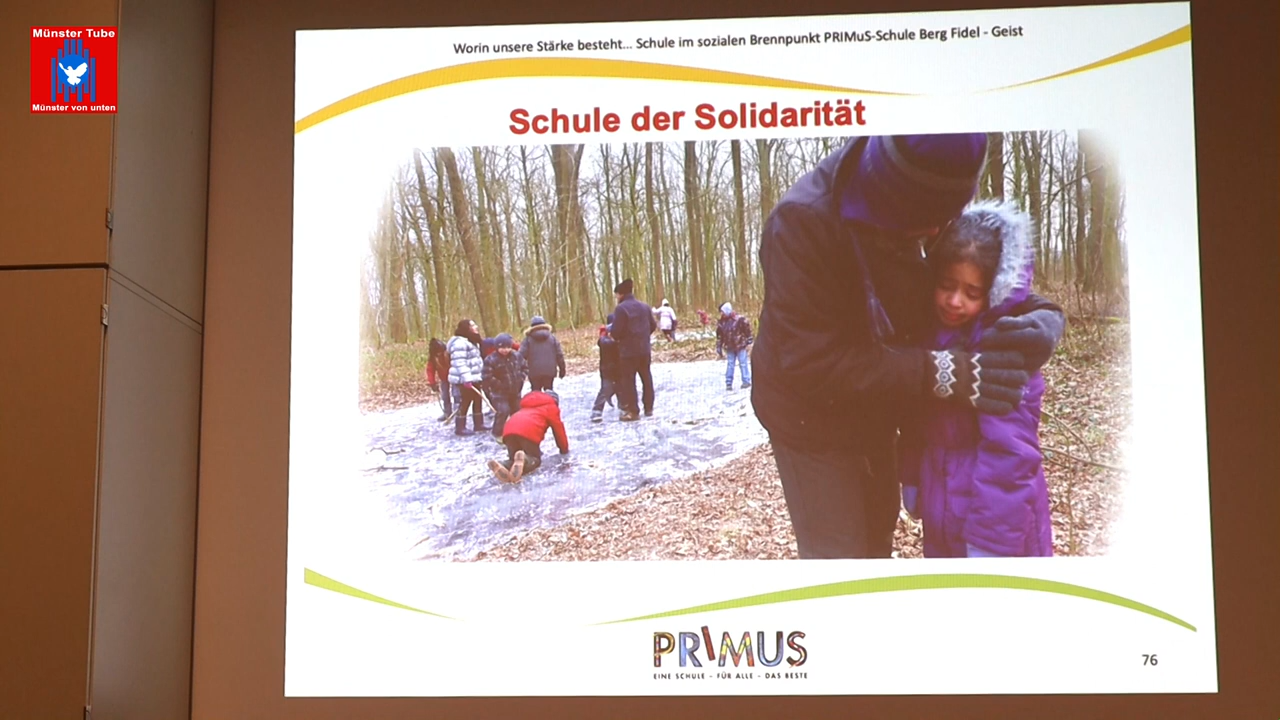 Münster Tube
Münster von unten
Worin unsere Stärke besteht... Schule im sozialen Brennpunkt PRIMuS-Schule Berg Fidel - Geist
Schule der Solidarität
PRIMUS
EINE SCHULE - FÜR ALLE - DAS BESTE
76